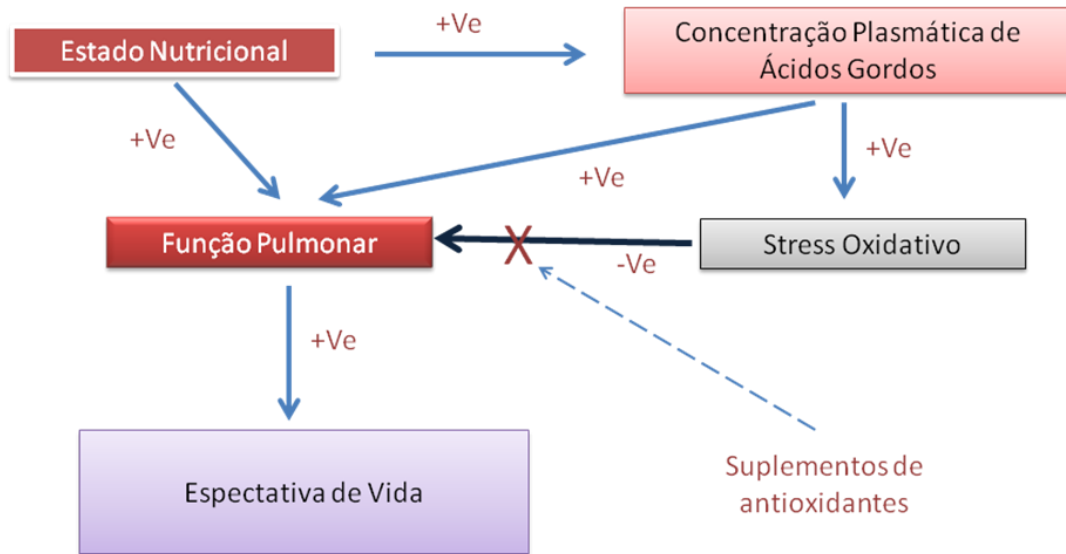 +Ve
Estado Nutricional
Concentração Plasmática de
Ácidos Gordos
+Ve
+Ve
+Ve
Função Pulmonar
X
-Ve
Stress Oxidativo
+Ve
Espectativa de Vida
Suplementos de
antioxidantes